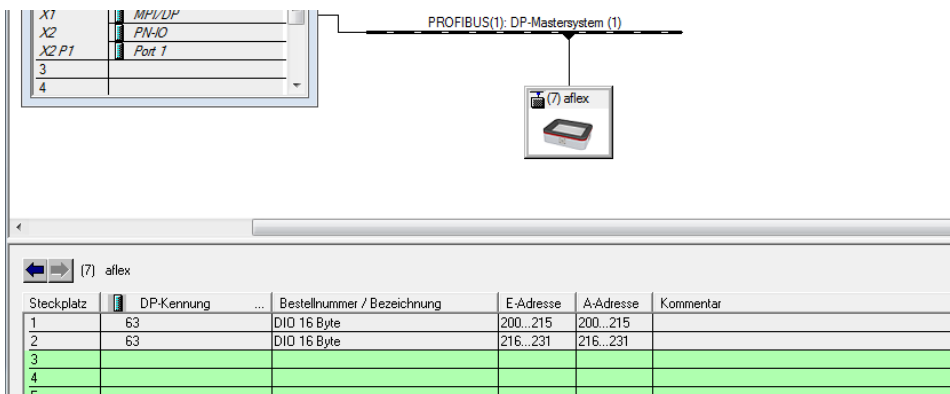 X1 MPI/DP
X2 PN-IO
X2 P1 Port 1
3
4
PROFIBUS(1): DP-Mastersystem (1)
(7) aflex
(7) aflex
Steckplatz DP-Kennung ... Bestellnummer / Bezeichnung E-Adresse A-Adresse Kommentar
1 63 DIO 16 Byte 200...215 200...215
2 63 DIO 16 Byte 216...231 216...231
3
4